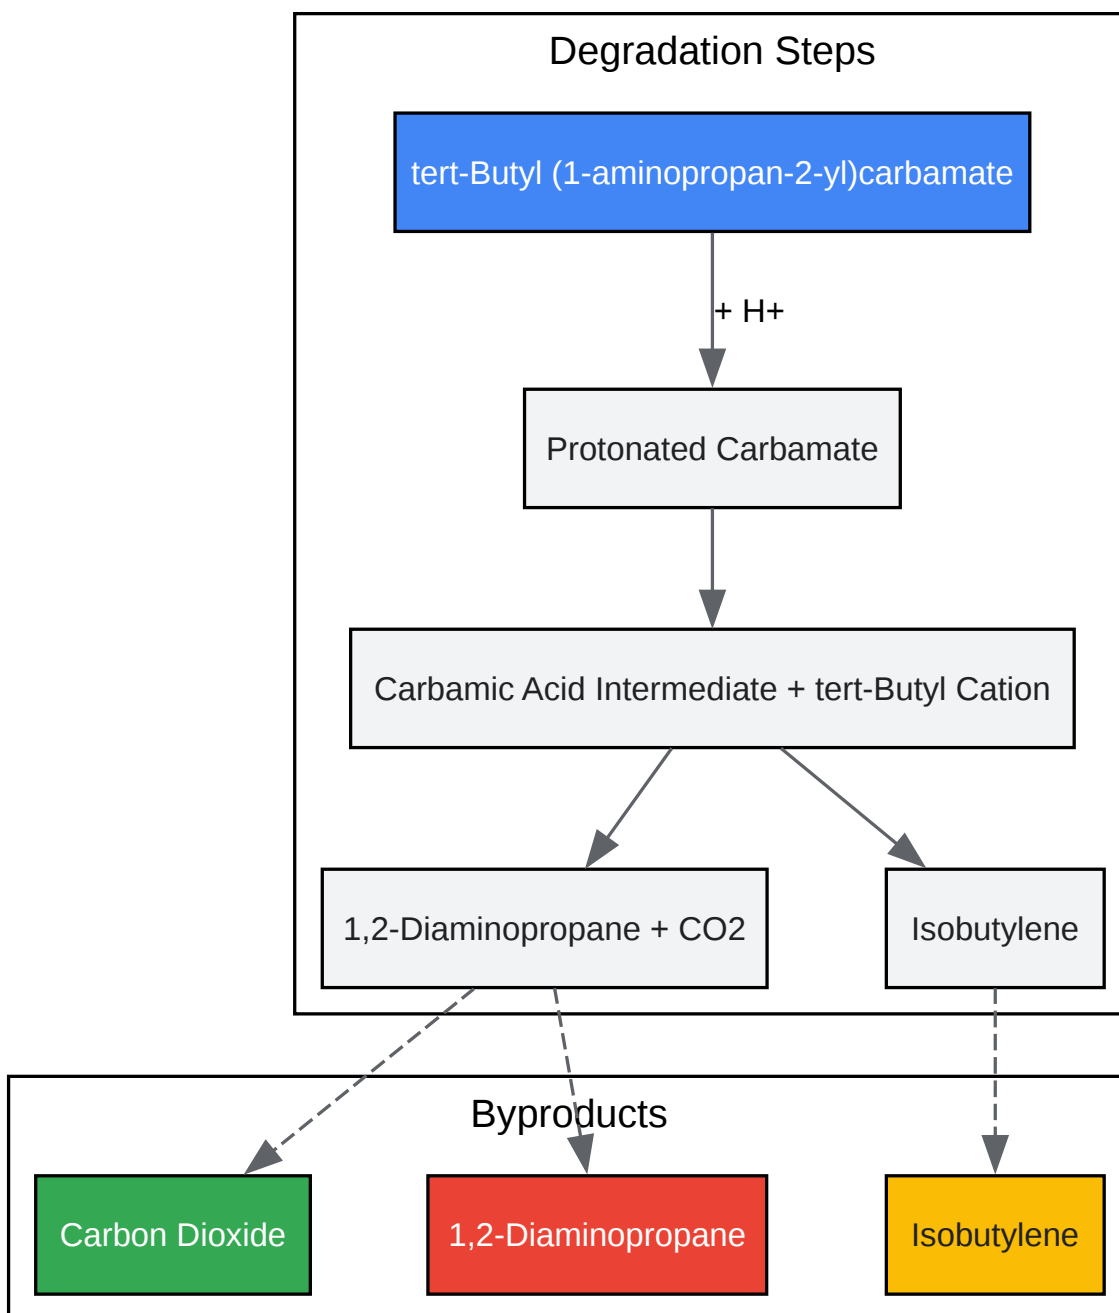 Degradation Steps
tert-Butyl (1-aminopropan-2-yl)carbamate
+ H+
Protonated Carbamate
Carbamic Acid Intermediate + tert-Butyl Cation
1,2-Diaminopropane + CO2
Isobutylene
Byproducts
Carbon Dioxide
1,2-Diaminopropane
Isobutylene